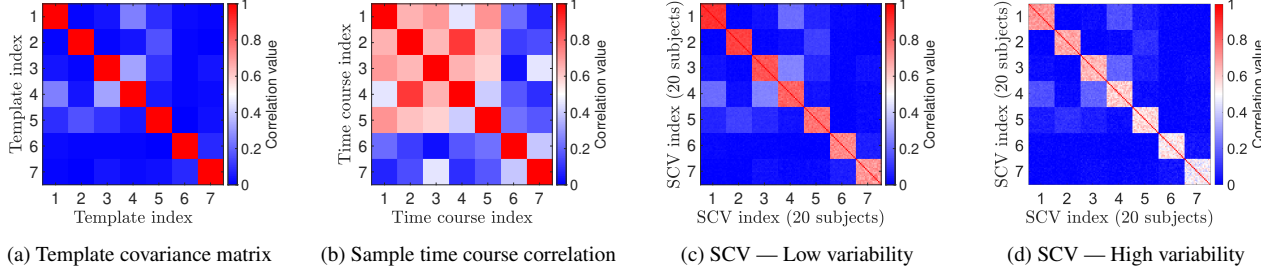 1
2
3
4
5
6
7
Template index
1 2 3 4 5 6 7
Template index
1
0.8
0.6
0.4
0.2
0
Correlation value
(a) Template covariance matrix
1
2
3
4
5
6
7
Time course index
1 2 3 4 5 6 7
Time course index
1
0.8
0.6
0.4
0.2
0
Correlation value
(b) Sample time course correlation
1
2
3
4
5
6
7
SCV index (20 subjects)
1 2 3 4 5 6 7
SCV index (20 subjects)
1
0.8
0.6
0.4
0.2
0
Correlation value
(c) SCV — Low variability
1
2
3
4
5
6
7
SCV index (20 subjects)
1 2 3 4 5 6 7
SCV index (20 subjects)
1
0.8
0.6
0.4
0.2
0
Correlation value
(d) SCV — High variability